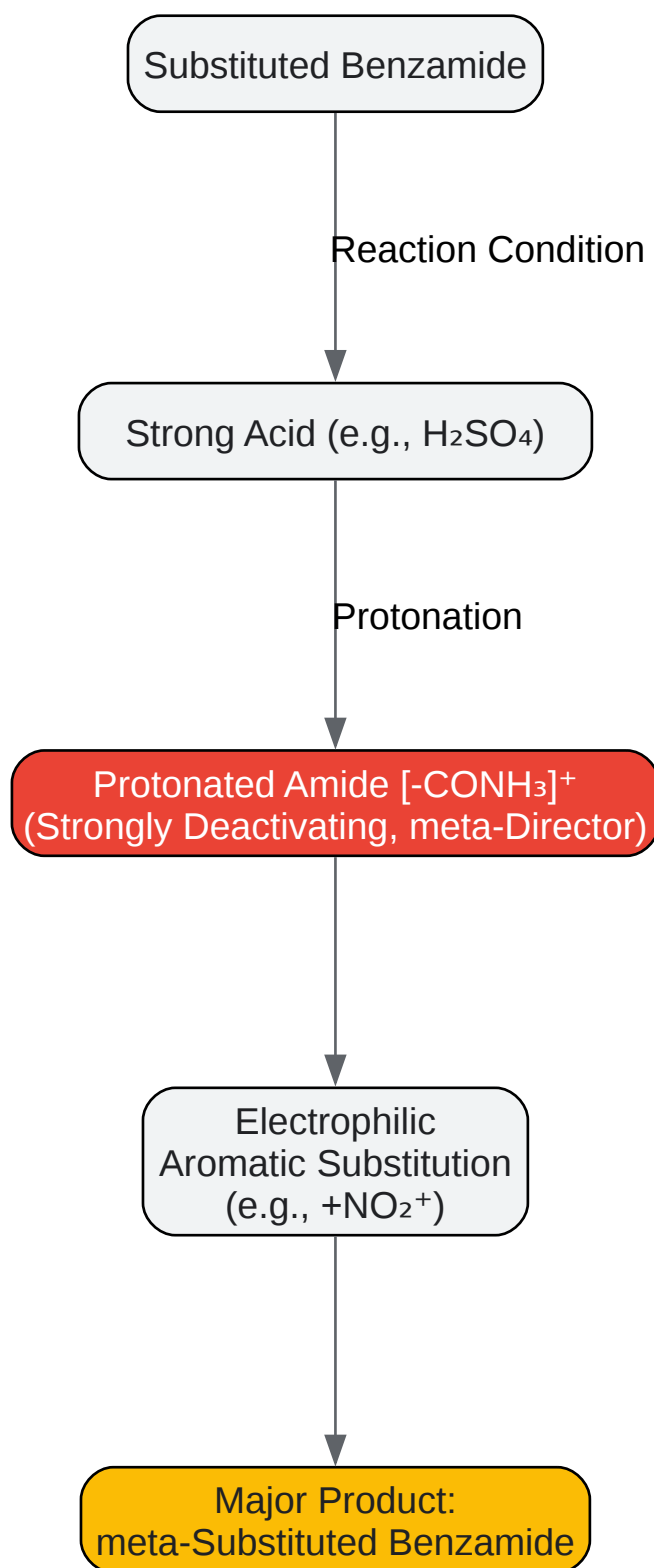 Substituted Benzamide
Reaction Condition
Strong Acid (e.g., H₂SO₄)
Protonation
Protonated Amide [-CONH₃]⁺
(Strongly Deactivating, meta-Director)
Electrophilic
Aromatic Substitution
(e.g., +NO₂⁺)
Major Product:
meta-Substituted Benzamide